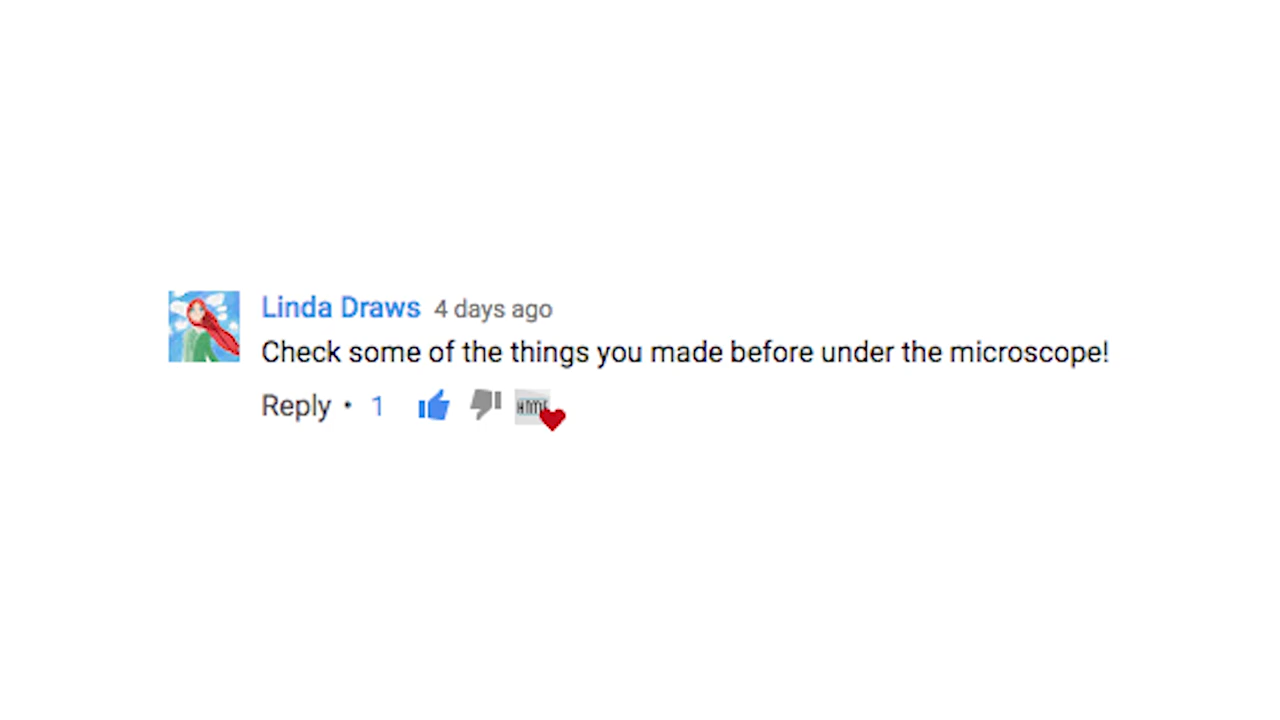 Linda Draws 4 days ago
Check some of the things you made before under the microscope!
Reply • 1